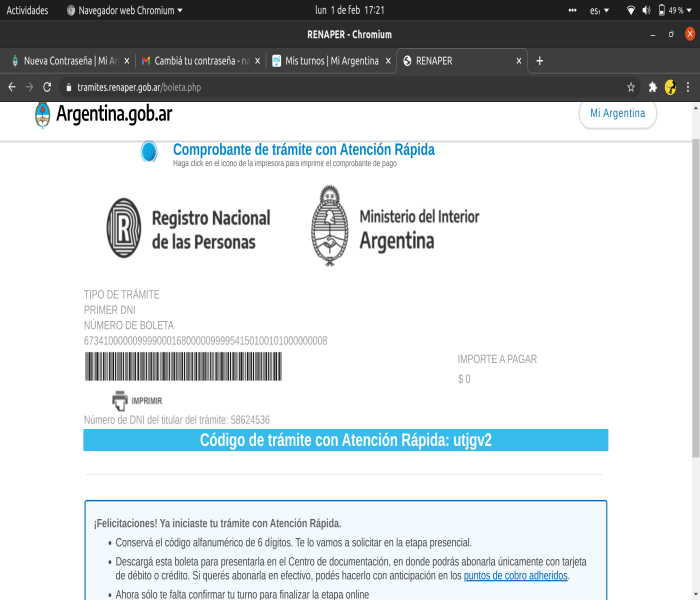 Actividades Navegador web Chromium lun 1 de feb 17:21 es₁ 49 %
RENAPER - Chromium
Nueva Contraseña | Mi Ar Cambiá tu contraseña - na Mis turnos | Mi Argentina RENAPER
tramites.renaper.gob.ar/boleta.php
Argentina.gob.ar Mi Argentina
Comprobante de trámite con Atención Rápida
Haga click en el icono de la impresora para imprimir el comprobante de pago
Registro Nacional
de las Personas
Ministerio del Interior
Argentina
TIPO DE TRÁMITE
PRIMER DNI
NÚMERO DE BOLETA
IMPORTE A PAGAR
$ 0
IMPRIMIR
Número de DNI del titular del trámite: 58624536
Código de trámite con Atención Rápida: utjgv2
¡Felicitaciones! Ya iniciaste tu trámite con Atención Rápida.
• Conservá el código alfanumérico de 6 dígitos. Te lo vamos a solicitar en la etapa presencial.
• Descargá esta boleta para presentarla en el Centro de documentación, en donde podrás abonarla únicamente con tarjeta
de débito o crédito. Si querés abonarla en efectivo, podés hacerlo con anticipación en los puntos de cobro adheridos.
• Ahora sólo te falta confirmar tu turno para finalizar la etapa online